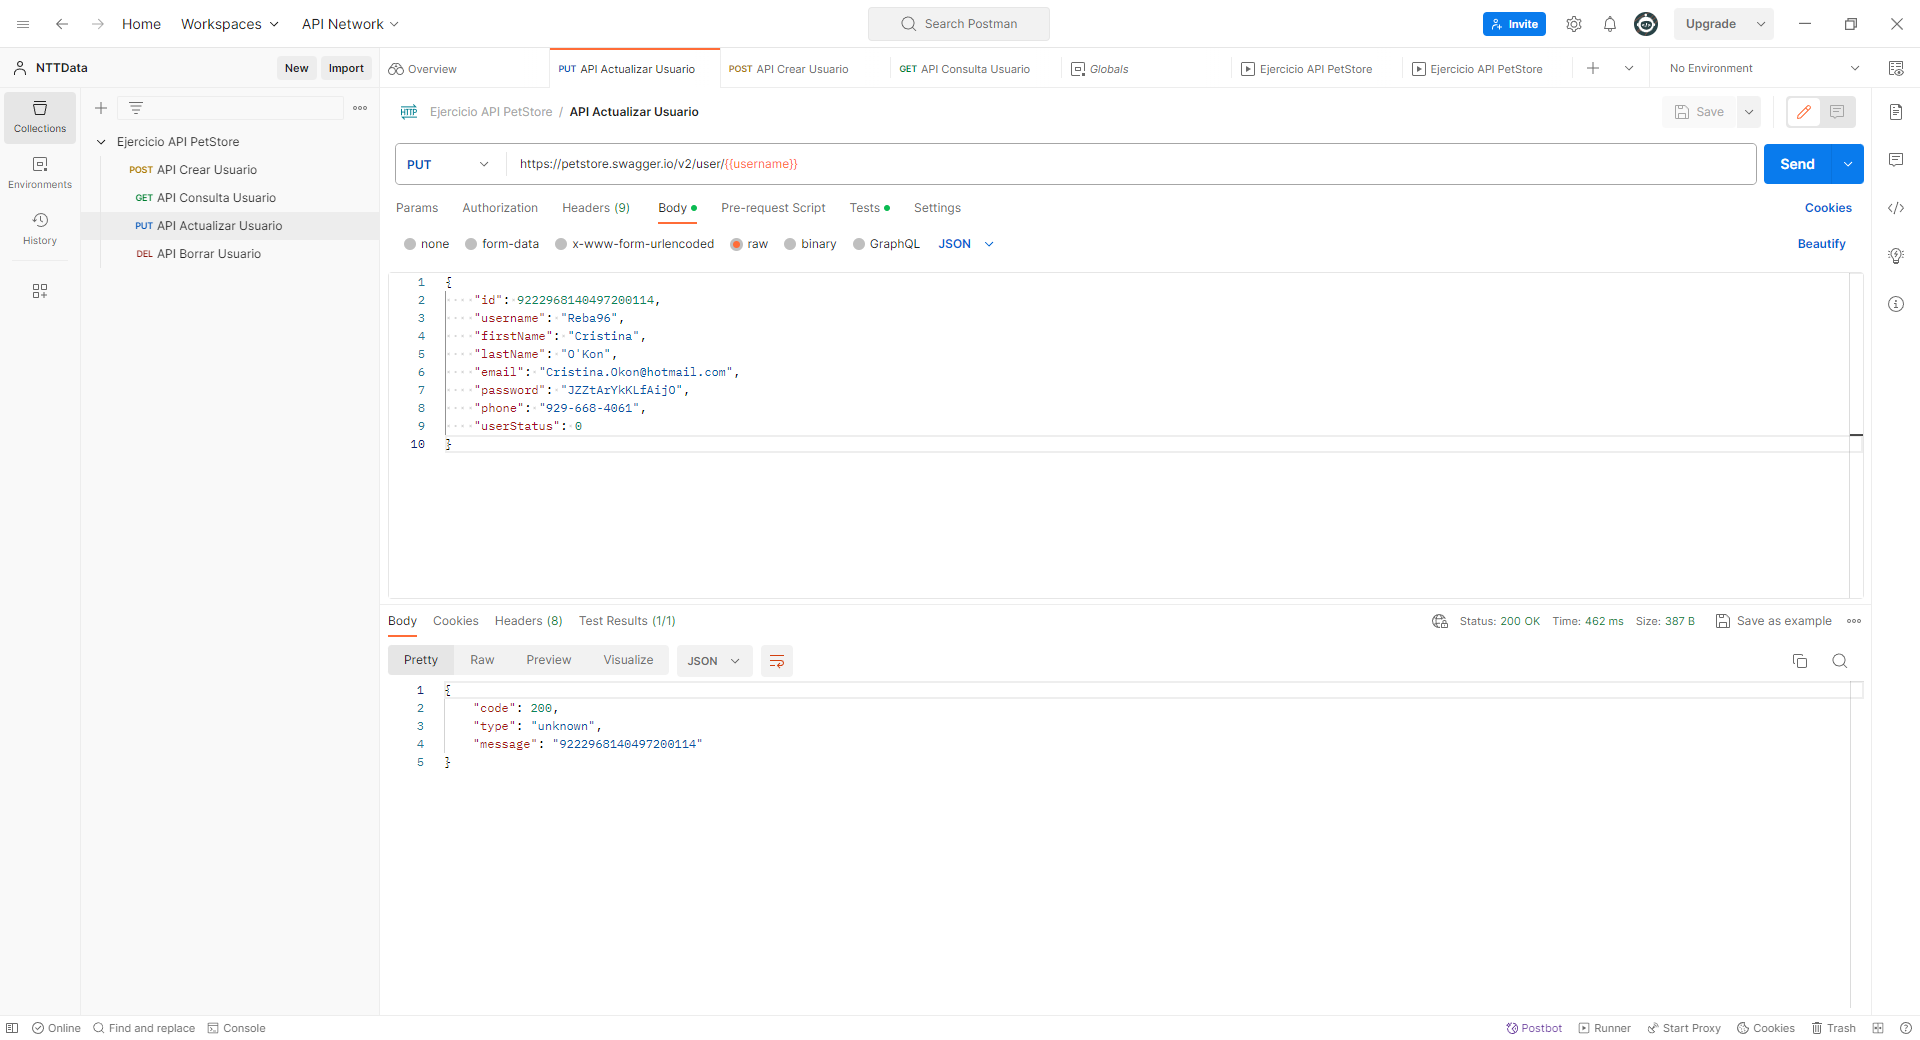 Home Workspaces API Network Search Postman Invite Upgrade
NTTData New Import Overview PUT API Actualizar Usuario POST API Crear Usuario GET API Consulta Usuario Globals Ejercicio API PetStore Ejercicio API PetStore No Environment
Collections
Environments
History
Ejercicio API PetStore
POST API Crear Usuario
GET API Consulta Usuario
PUT API Actualizar Usuario
DEL API Borrar Usuario
HTTP Ejercicio API PetStore / API Actualizar Usuario Save
PUT https://petstore.swagger.io/v2/user/{{username}} Send
Params Authorization Headers (9) Body Pre-request Script Tests Settings Cookies
none form-data x-www-form-urlencoded raw binary GraphQL JSON Beautify
1 {
2 "id": 9222968140497200114,
3 "username": "Reba96",
4 "firstName": "Cristina",
5 "lastName": "O'Kon",
6 "email": "Cristina.Okon@hotmail.com",
7 "password": "JZZtArYkKLfAijO",
8 "phone": "929-668-4061",
9 "userStatus": 0
10 }
Body Cookies Headers (8) Test Results (1/1) Status: 200 OK Time: 462 ms Size: 387 B Save as example
Pretty Raw Preview Visualize JSON
1 {
2 "code": 200,
3 "type": "unknown",
4 "message": "9222968140497200114"
5 }
Online Find and replace Console Postbot Runner Start Proxy Cookies Trash